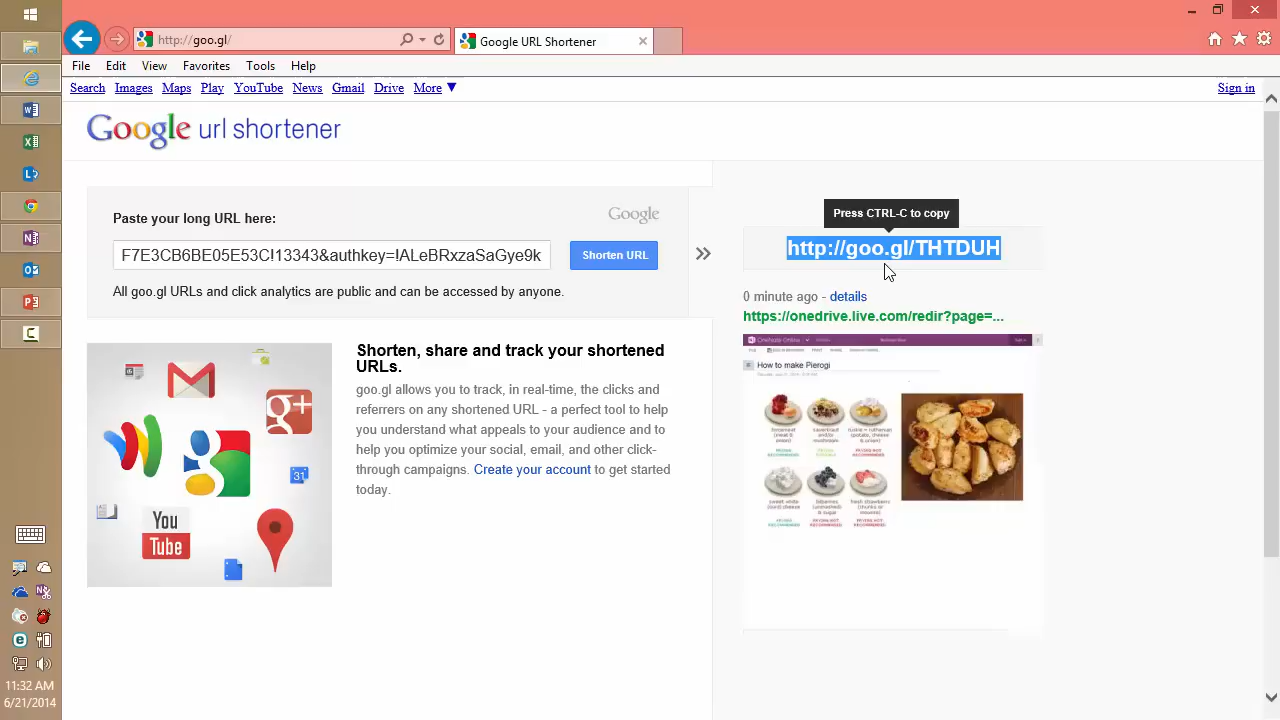 http://goo.gl/
Google URL Shortener
File Edit View Favorites Tools Help
Search Images Maps Play YouTube News Gmail Drive More ▼
Sign in
Google url shortener
Paste your long URL here:
Google
F7E3CB6BE05E53C!13343&authkey=!ALeBRxzaSaGye9k
Shorten URL
All goo.gl URLs and click analytics are public and can be accessed by anyone.
Press CTRL-C to copy
http://goo.gl/THTDUH
0 minute ago - details
https://onedrive.live.com/redir?page=...
How to make Pierogi
Shorten, share and track your shortened
URLs.
goo.gl allows you to track, in real-time, the clicks and
referrers on any shortened URL - a perfect tool to help
you understand what appeals to your audience and to
help you optimize your social, email, and other click-
through campaigns. Create your account to get started
today.
31
You
Tube
11:32 AM
6/21/2014